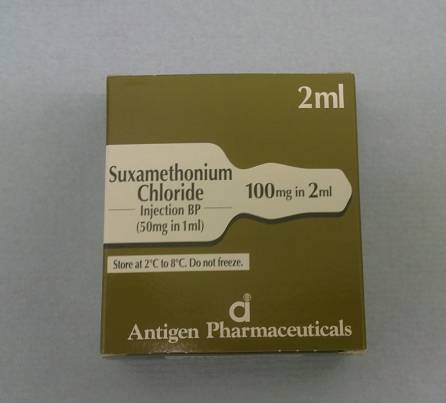 2ml
Suxamethonium
Chloride
Injection BP
(50mg in 1ml)
100mg in 2ml
Store at 2°C to 8°C. Do not freeze.
Antigen Pharmaceuticals